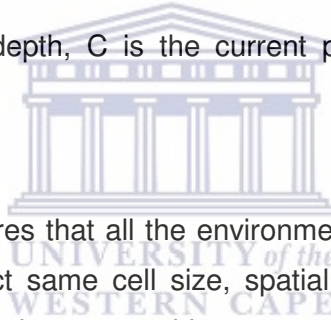 depth, C is the current p
res that all the environme
UNIVERSITY of the
ct same cell size, spatial
WESTERN CAPE